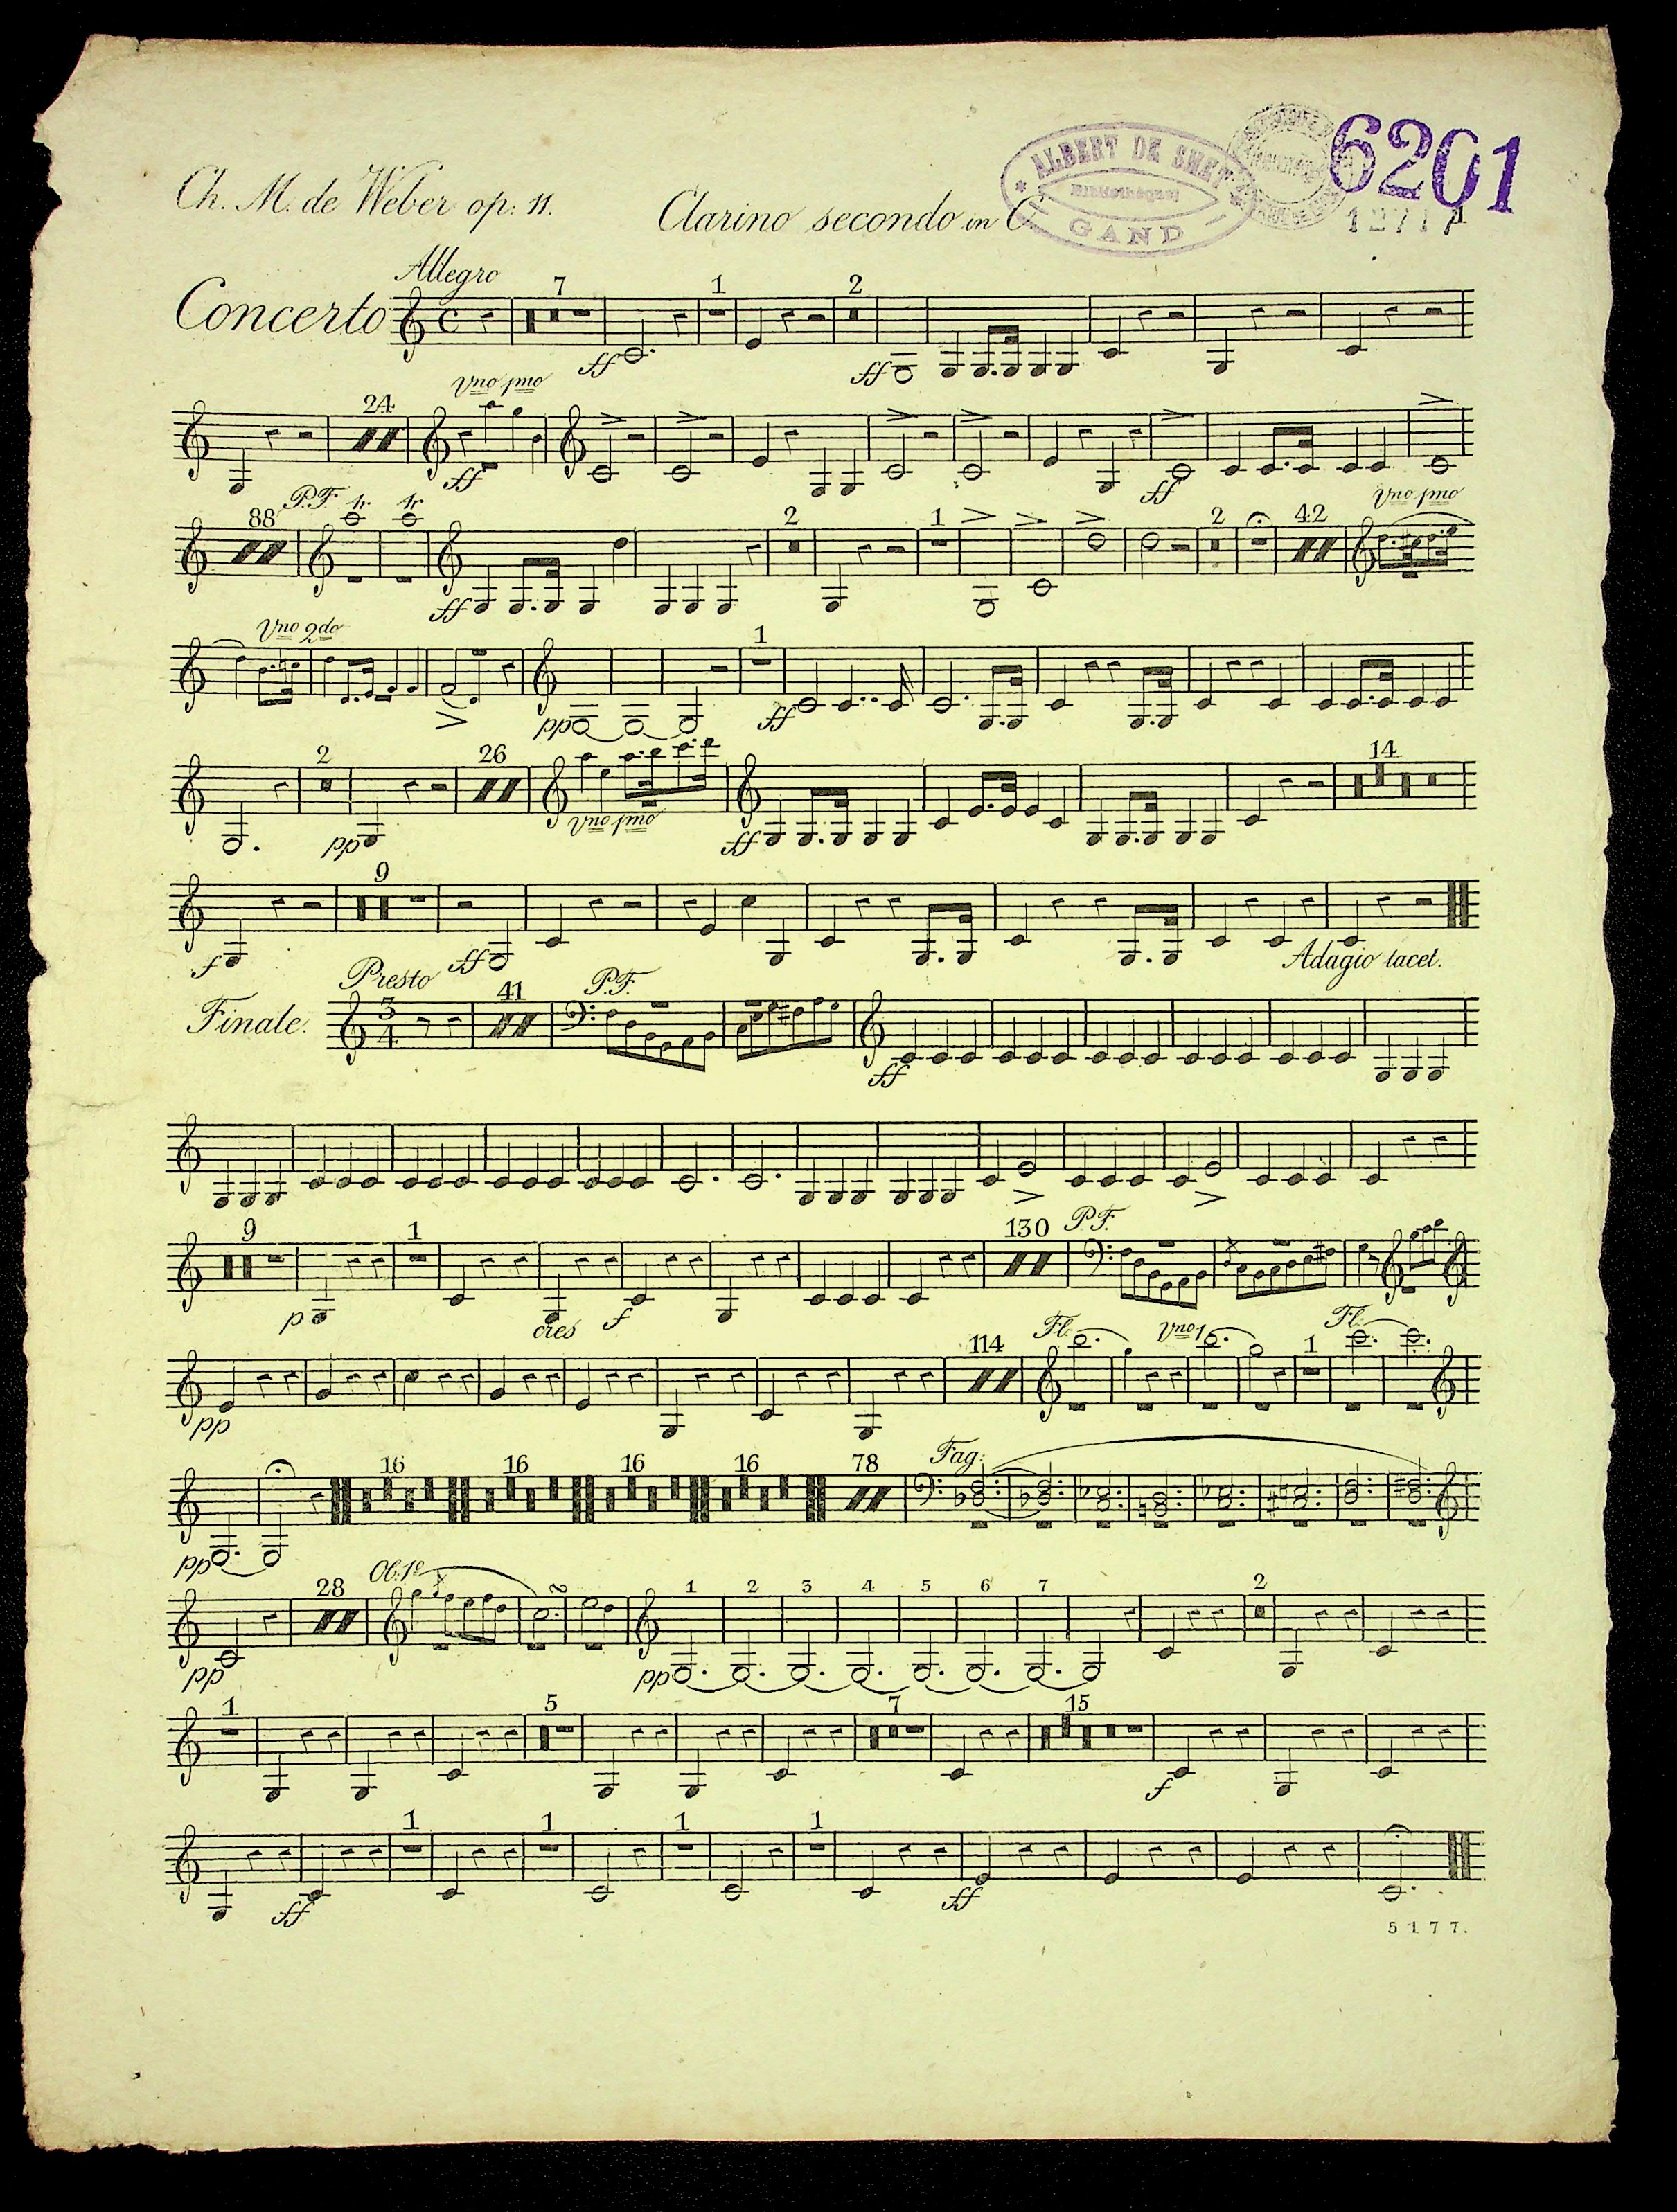 6201
ALBERT DE SMET
Bibliothèque
GAND
Ch. M. de Weber op: 11.
Clarino secondo in C
1
Allegro
Concerto
7 1 2
ff ff
Vno pmo
24
ff ff
88 P.F. tr. tr. 2 1 2 42 Vno pmo
ff
Vno 2do
1
pp ff
2 26 14
pp Vno pmo ff
9
f ff
Adagio tacet.
Presto
Finale. 3 4 41 P.F.
ff
9 1 130 P.F.
p cres f
114 Fl. Vno 1 1 Fl.
pp
16 16 16 16 78 Fag:
pp
28 Ob. 1o 1 2 3 4 5 6 7 2
pp pp
1 5 7 15
f
1 1 1 1
ff ff
5177.